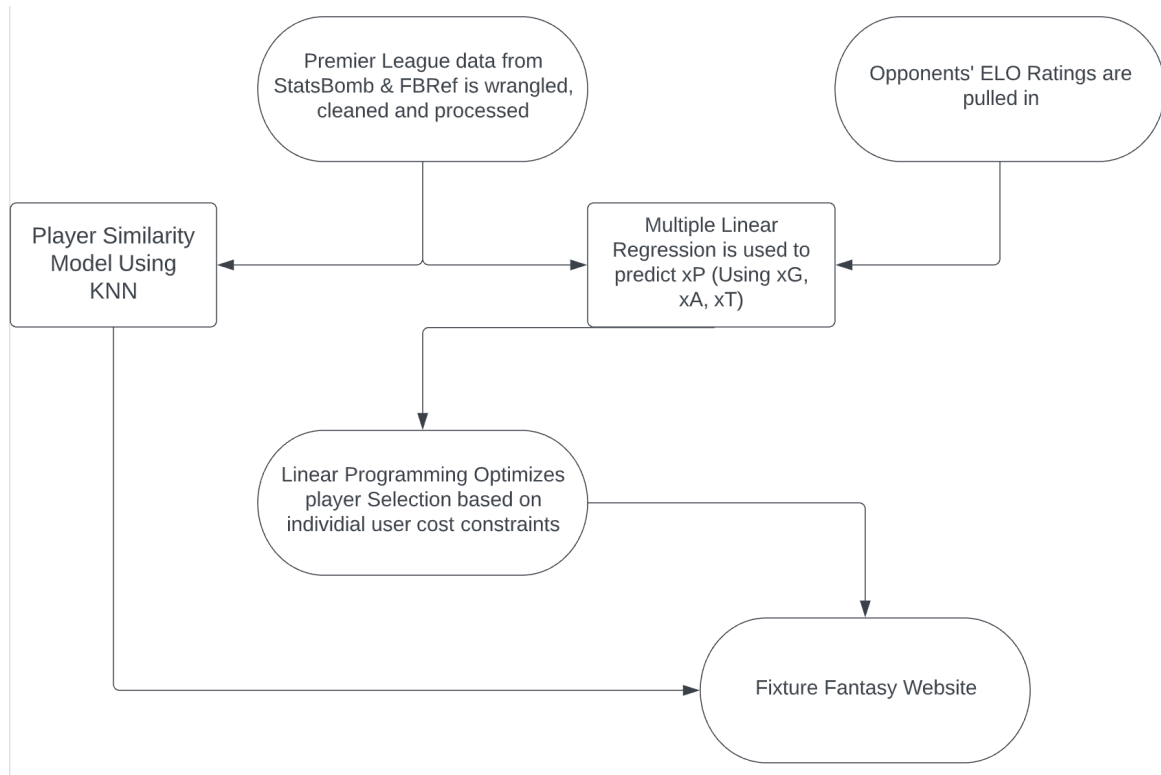 Premier League data from
StatsBomb & FBRef is wrangled,
cleaned and processed
Opponents' ELO Ratings are
pulled in
Player Similarity
Model Using
KNN
Multiple Linear
Regression is used to
predict xP (Using xG,
xA, xT)
Linear Programming Optimizes
player Selection based on
individial user cost constraints
Fixture Fantasy Website